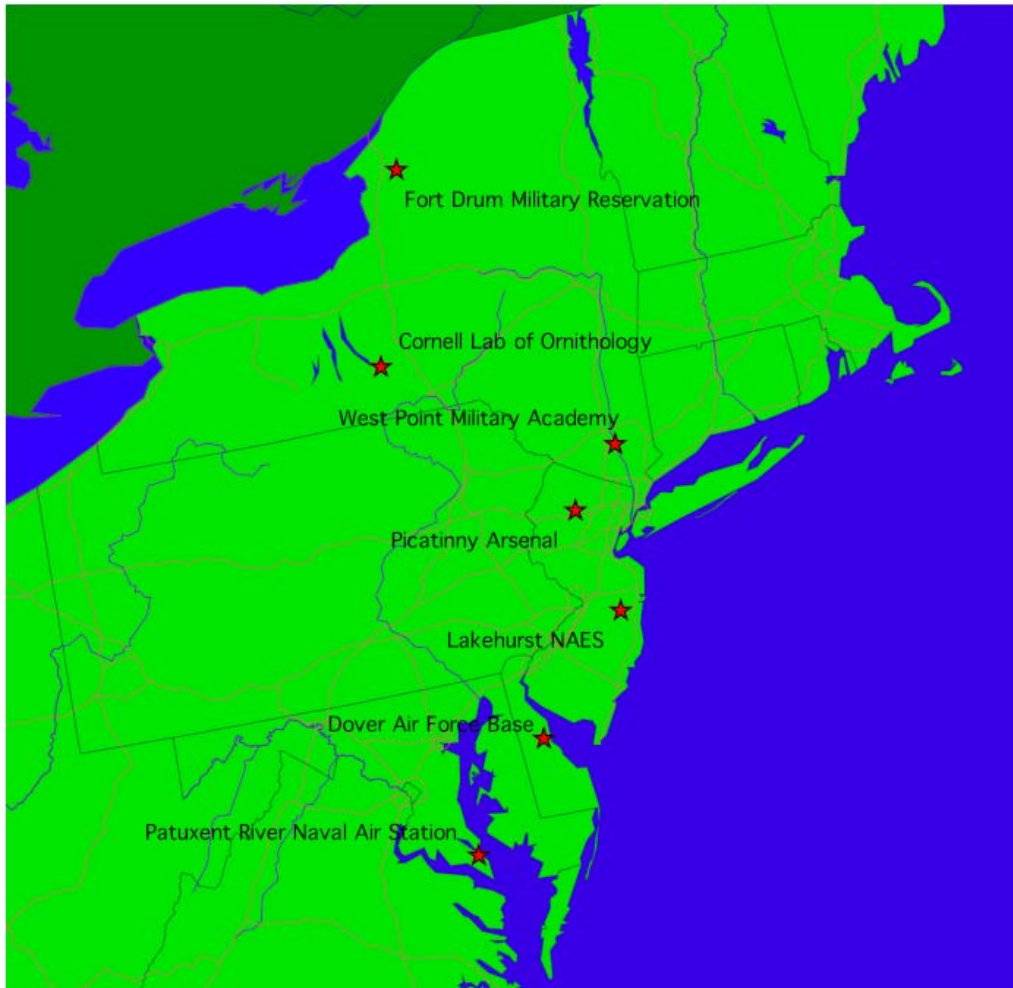 Fort Drum Military Reservation
Cornell Lab of Ornithology
West Point Military Academy
Picatinny Arsenal
Lakehurst NAES
Dover Air Force Base
Patuxent River Naval Air Station